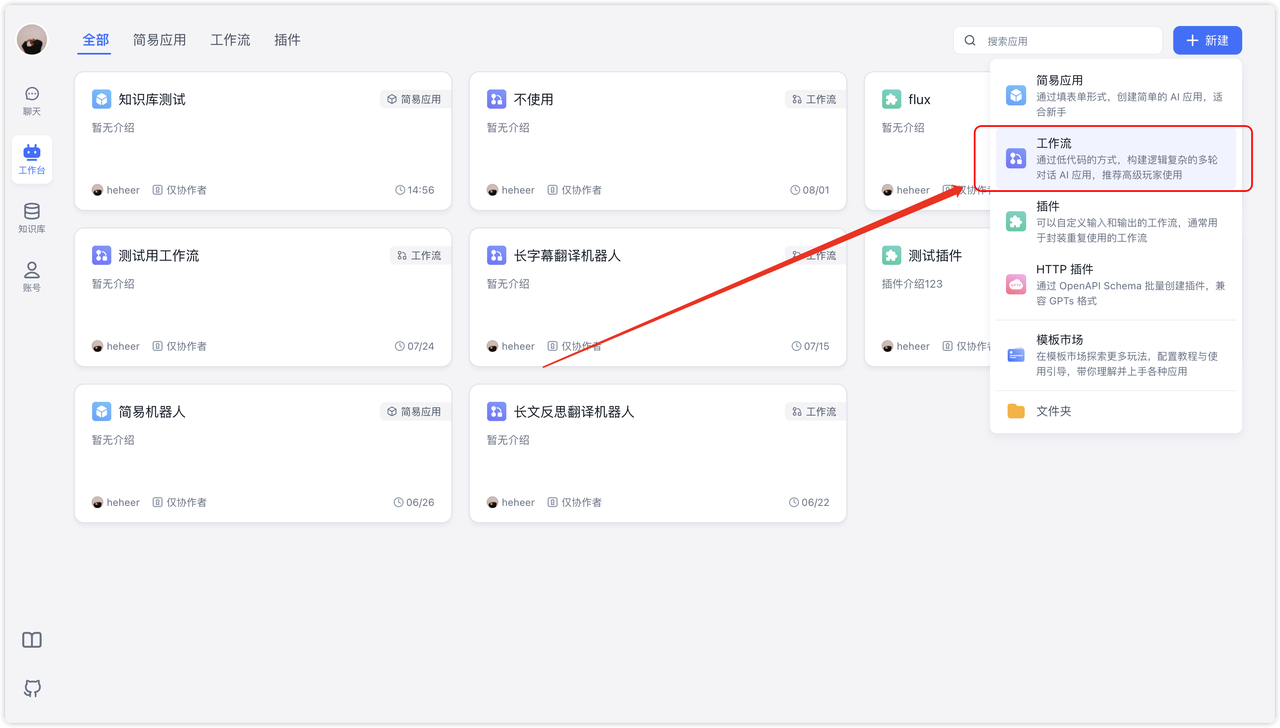 全部 简易应用 工作流 插件
搜索应用
新建
聊天
工作台
知识库
账号
知识库测试
简易应用
暂无介绍
heheer 仅协作者 14:56
不使用
工作流
暂无介绍
heheer 仅协作者 08/01
flux
暂无介绍
heheer 仅协作者
测试用工作流
工作流
暂无介绍
heheer 仅协作者 07/24
长字幕翻译机器人
工作流
暂无介绍
heheer 仅协作者 07/15
测试插件
插件介绍123
heheer 仅协作者
简易机器人
简易应用
暂无介绍
heheer 仅协作者 06/26
长文反思翻译机器人
工作流
暂无介绍
heheer 仅协作者 06/22
简易应用
通过填表单形式，创建简单的 AI 应用，适
合新手
工作流
通过低代码的方式，构建逻辑复杂的多轮
对话 AI 应用，推荐高级玩家使用
插件
可以自定义输入和输出的工作流，通常用
于封装重复使用的工作流
HTTP 插件
通过 OpenAPI Schema 批量创建插件，兼
容 GPTs 格式
模板市场
在模板市场探索更多玩法，配置教程与使
用引导，带你理解并上手各种应用
文件夹